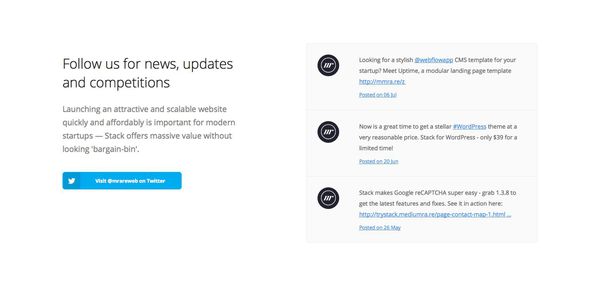 Follow us for news, updates
and competitions
Launching an attractive and scalable website
quickly and affordably is important for modern
startups — Stack offers massive value without
looking 'bargain-bin'.
Visit @mrareweb on Twitter
Looking for a stylish @webflowapp CMS template for your
startup? Meet Uptime, a modular landing page template
http://mmra.re/z
Posted on 06 Jul
Now is a great time to get a stellar #WordPress theme at a
very reasonable price. Stack for WordPress - only $39 for a
limited time!
Posted on 20 Jun
Stack makes Google reCAPTCHA super easy - grab 1.3.8 to
get the latest features and fixes. See it in action here:
http://trystack.mediumra.re/page-contact-map-1.html ...
Posted on 26 May